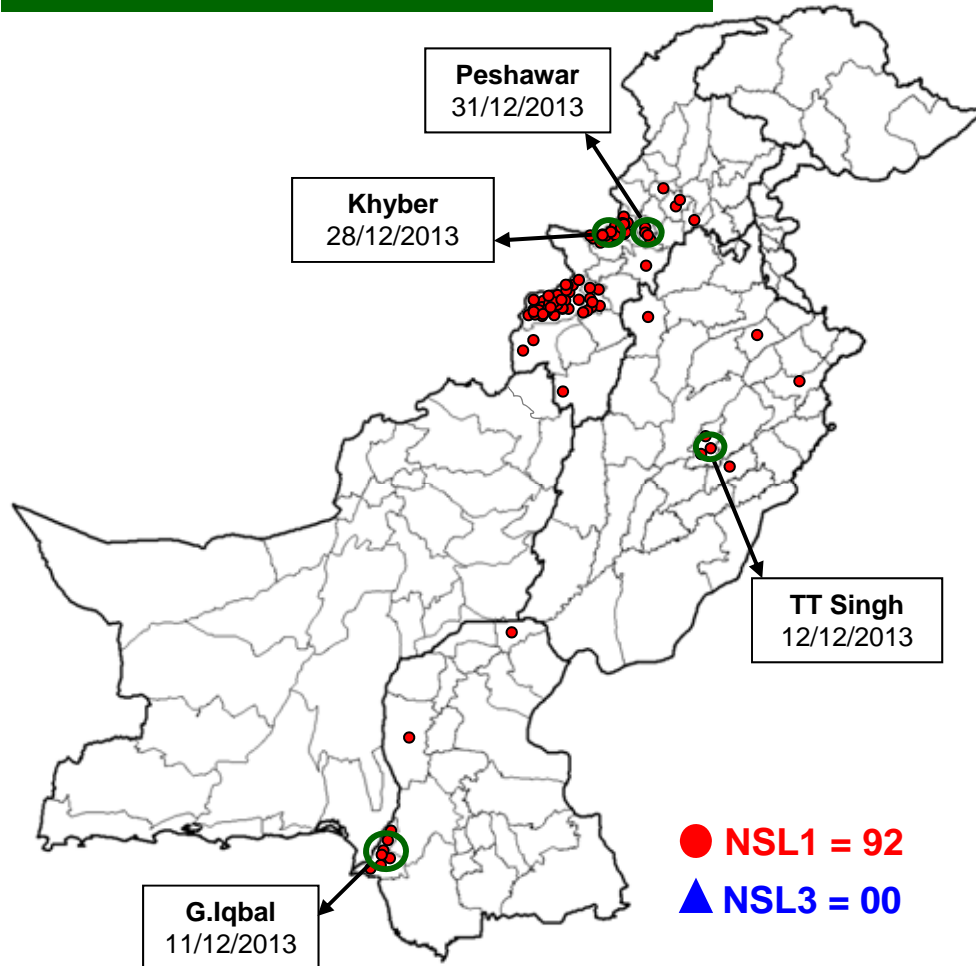 Peshawar
31/12/2013
Khyber
28/12/2013
TT Singh
12/12/2013
NSL1 = 92
NSL3 = 00
G.Iqbal
11/12/2013